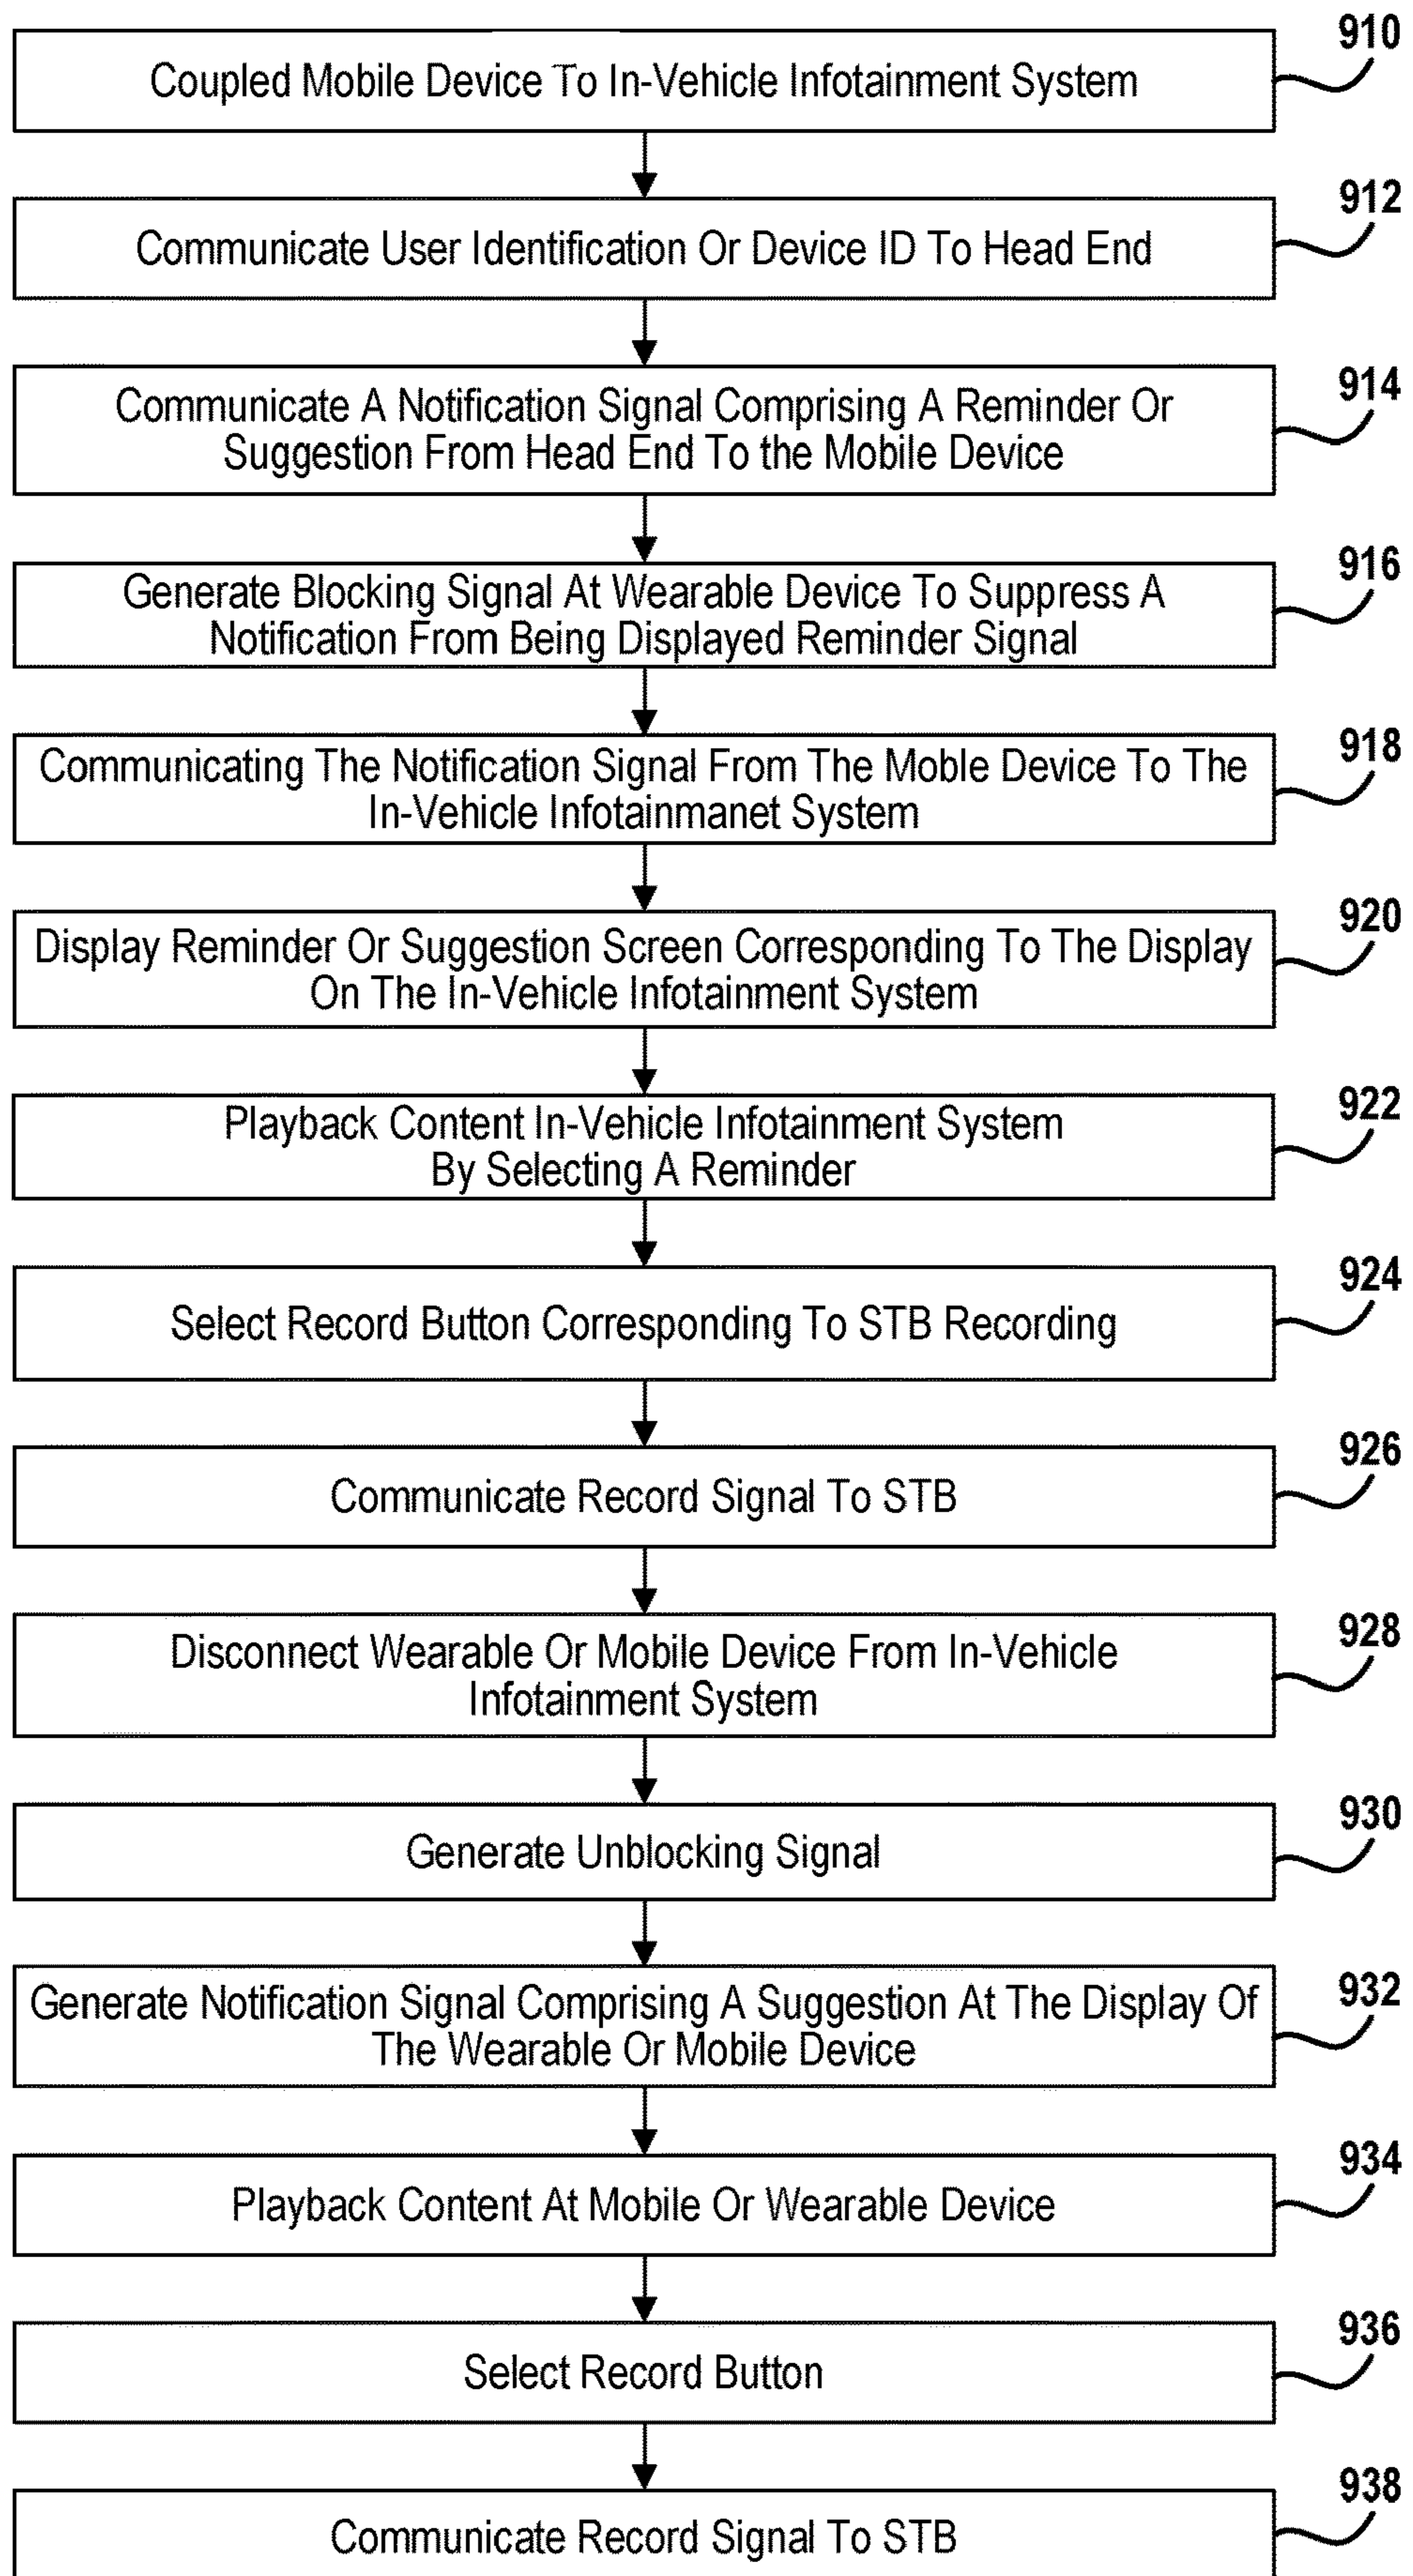 910
Coupled Mobile Device To In-Vehicle Infotainment System
912
Communicate User Identification Or Device ID To Head End
914
Communicate A Notification Signal Comprising A Reminder Or
Suggestion From Head End To the Mobile Device
916
Generate Blocking Signal At Wearable Device To Suppress A
Notification From Being Displayed Reminder Signal
918
Communicating The Notification Signal From The Moble Device To The
In-Vehicle Infotainmanet System
920
Display Reminder Or Suggestion Screen Corresponding To The Display
On The In-Vehicle Infotainment System
922
Playback Content In-Vehicle Infotainment System
By Selecting A Reminder
924
Select Record Button Corresponding To STB Recording
926
Communicate Record Signal To STB
928
Disconnect Wearable Or Mobile Device From In-Vehicle
Infotainment System
930
Generate Unblocking Signal
932
Generate Notification Signal Comprising A Suggestion At The Display Of
The Wearable Or Mobile Device
934
Playback Content At Mobile Or Wearable Device
936
Select Record Button
938
Communicate Record Signal To STB